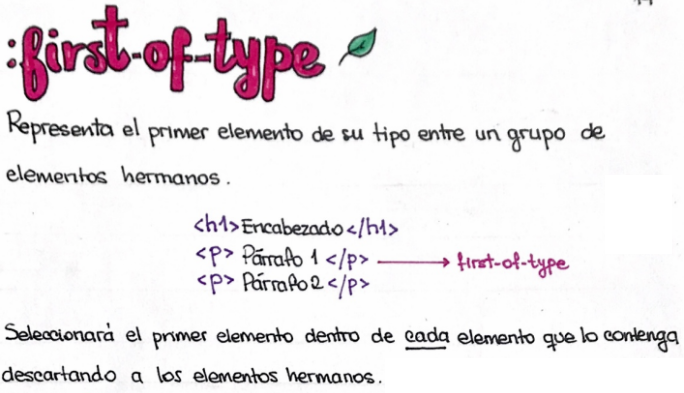 :first-of-type
Representa el primer elemento de su tipo entre un grupo de
elementos hermanos.
<h1>Encabezado</h1>
<p> Párrafo 1 </p> → first-of-type
<p> Párrafo 2 </p>
Seleccionará el primer elemento dentro de cada elemento que lo contenga
descartando a los elementos hermanos.